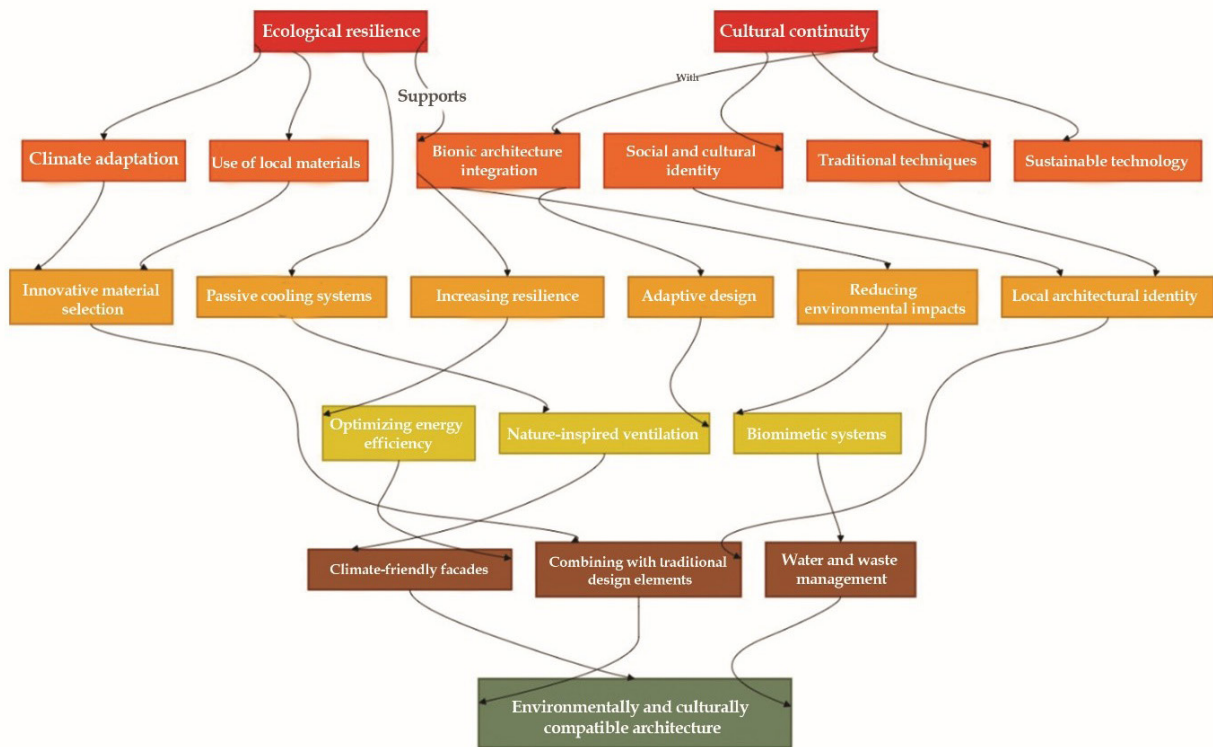 Ecological resilience
Cultural continuity
With
Supports
Climate adaptation
Use of local materials
Bionic architecture
integration
Social and cultural
identity
Traditional techniques
Sustainable technology
Innovative material
selection
Passive cooling systems
Increasing resilience
Adaptive design
Reducing
environmental impacts
Local architectural identity
Optimizing energy
efficiency
Nature-inspired ventilation
Biomimetic systems
Climate-friendly facades
Combining with traditional
design elements
Water and waste
management
Environmentally and culturally
compatible architecture